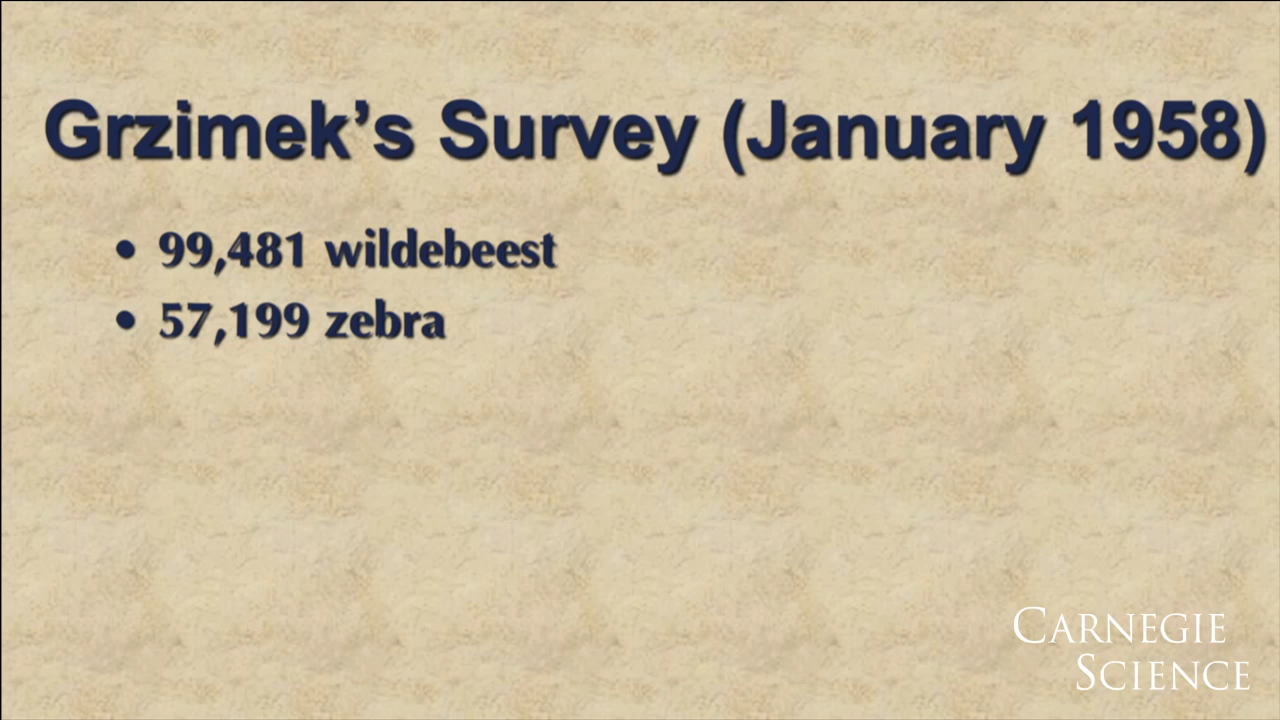 Grzimek’s Survey (January 1958)
• 99,481 wildebeest
• 57,199 zebra
CARNEGIE
SCIENCE